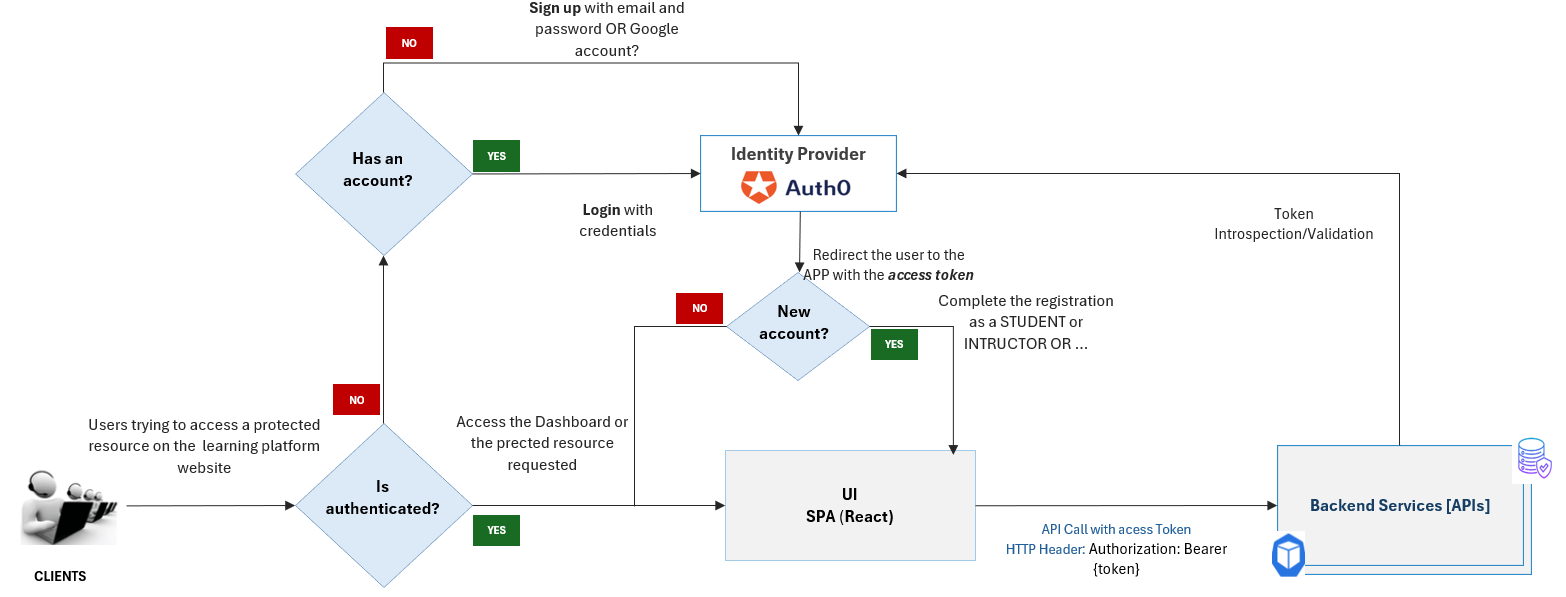 Sign up with email and
password OR Google
account?
NO
Has an
account?
YES
Identity Provider
Auth0
Login with
credentials
Token
Introspection/Validation
Redirect the user to the
APP with the access token
NO
New
account?
YES
Complete the registration
as a STUDENT or
INTRUCTOR OR ...
NO
Users trying to access a protected
resource on the learning platform
website
Access the Dashboard or
the prected resource
requested
Is
authenticated?
YES
UI
SPA (React)
Backend Services [APIs]
API Call with acess Token
HTTP Header: Authorization: Bearer
{token}
CLIENTS